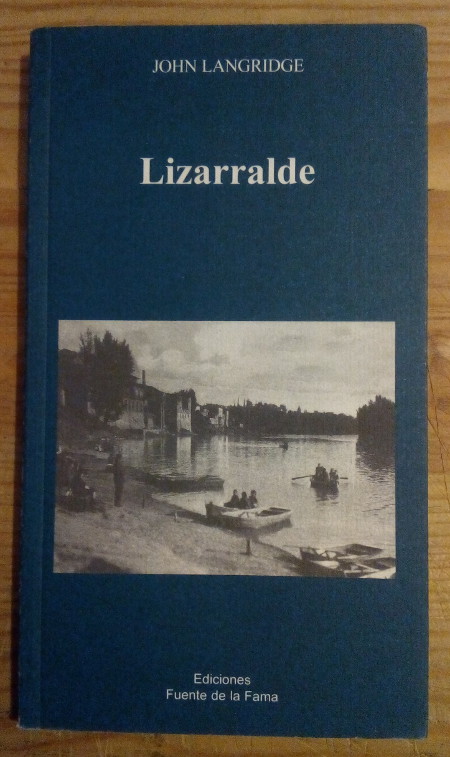 JOHN LANGRIDGE
Lizarralde
Ediciones
Fuente de la Fama